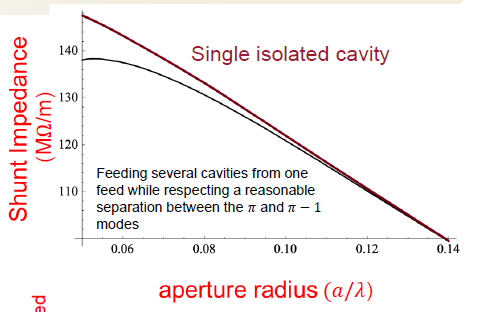 Shunt Impedance
(MΩ/m)
140
130
120
110
Single isolated cavity
Feeding several cavities from one
feed while respecting a reasonable
separation between the π and π − 1
modes
0.06 0.08 0.10 0.12 0.14
aperture radius (a/λ)
ed